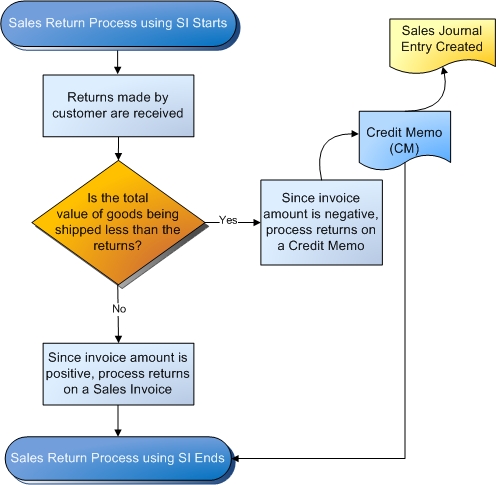 Sales Return Process using SI Starts
Sales Journal
Entry Created
Returns made by
customer are received
Credit Memo
(CM)
Is the total
value of goods being
shipped less than the
returns?
Yes
Since invoice
amount is negative,
process returns on
a Credit Memo
No
Since invoice amount is
positive, process returns
on a Sales Invoice
Sales Return Process using SI Ends